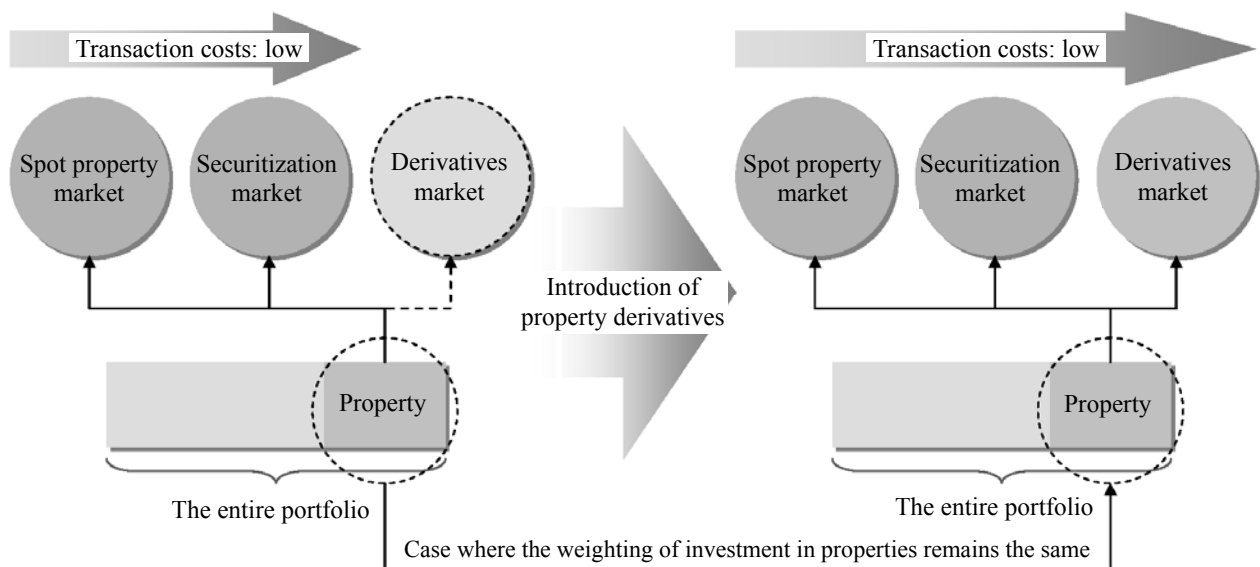 Transaction costs: low
Spot property
market
Securitization
market
Derivatives
market
Property
The entire portfolio
Introduction of
property derivatives
Transaction costs: low
Spot property
market
Securitization
market
Derivatives
market
Property
The entire portfolio
Case where the weighting of investment in properties remains the same